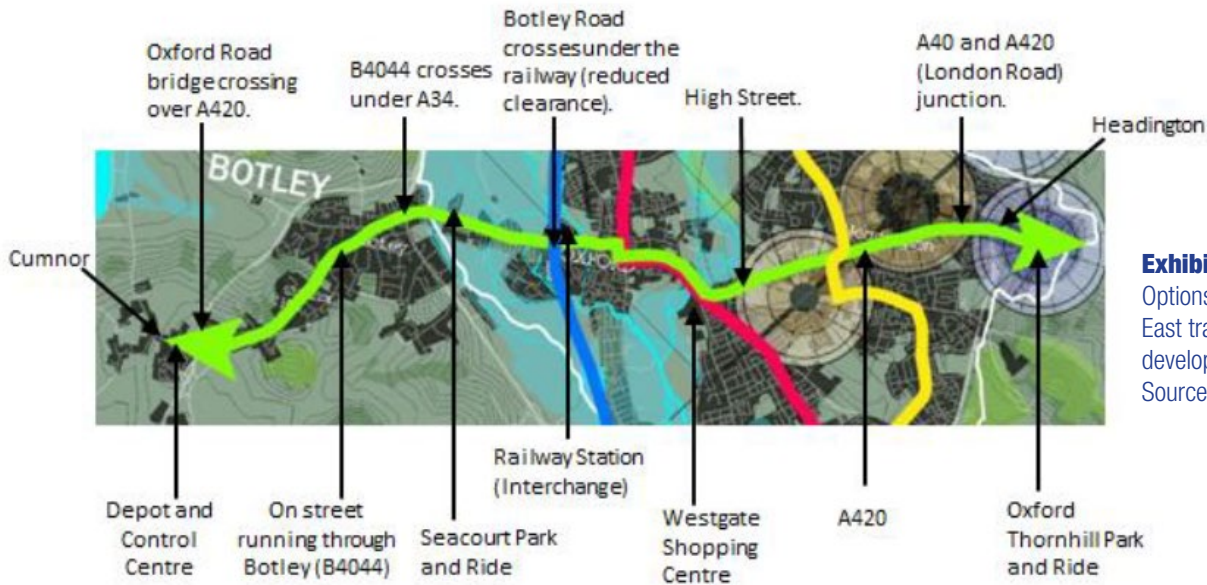 Oxford Road
bridge crossing
over A420.
B4044 crosses
under A34.
Botley Road
crosses under the
railway (reduced
clearance).
High Street.
A40 and A420
(London Road)
junction.
Headington
BOTLEY
OXFORD
Cumnor
Exhibi
Options
East tra
develop
Source
Depot and
Control
Centre
On street
running through
Botley (B4044)
Seacourt Park
and Ride
Railway Station
(Interchange)
Westgate
Shopping
Centre
A420
Oxford
Thornhill Park
and Ride